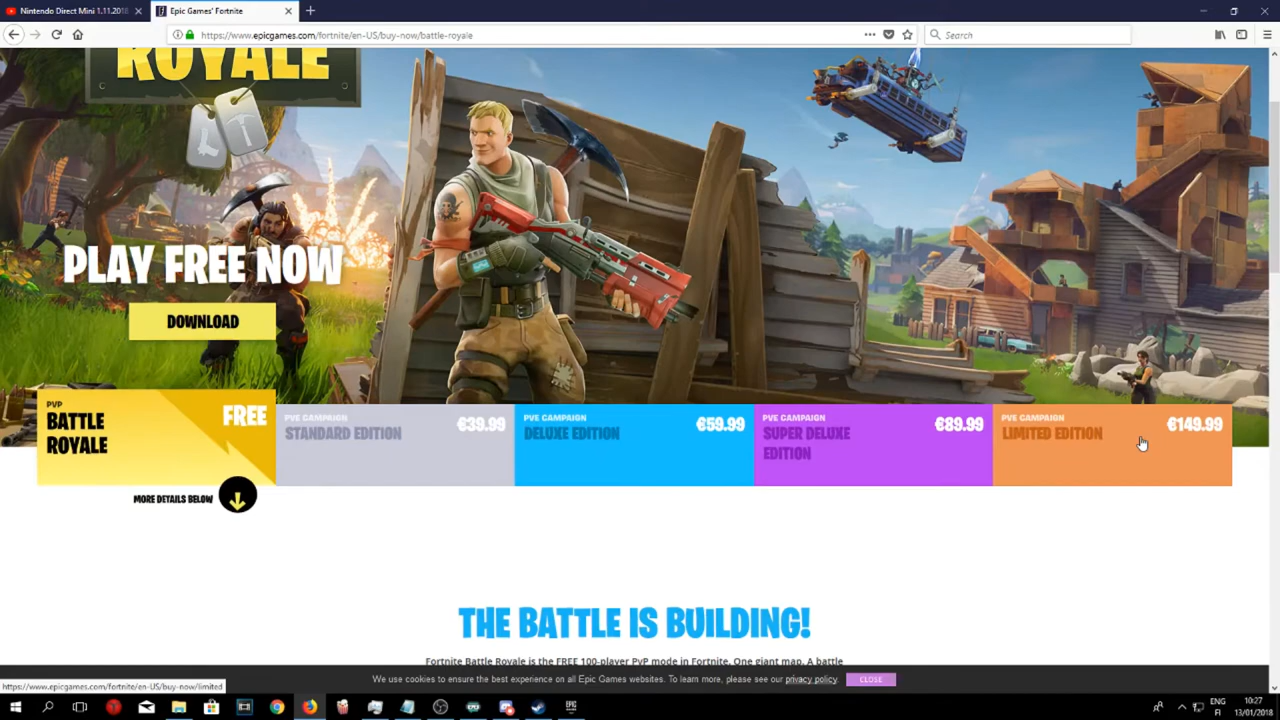 Nintendo Direct Mini 1.11.2018
Epic Games' Fortnite
https://www.epicgames.com/fortnite/en-US/buy-now/battle-royale
Search
ROYALE
PLAY FREE NOW
DOWNLOAD
PVP
BATTLE
ROYALE
FREE
MORE DETAILS BELOW
PVE CAMPAIGN
STANDARD EDITION
€39.99
PVE CAMPAIGN
DELUXE EDITION
€59.99
PVE CAMPAIGN
SUPER DELUXE
EDITION
€89.99
PVE CAMPAIGN
LIMITED EDITION
€149.99
THE BATTLE IS BUILDING!
Fortnite Battle Royale is the FREE 100-player PvP mode in Fortnite. One giant map. A battle
We use cookies to ensure the best experience on all Epic Games websites. To learn more, please see our privacy policy.
CLOSE
https://www.epicgames.com/fortnite/en-US/buy-now/limited
EPIC
ENG
FI
10:27
13/01/2018